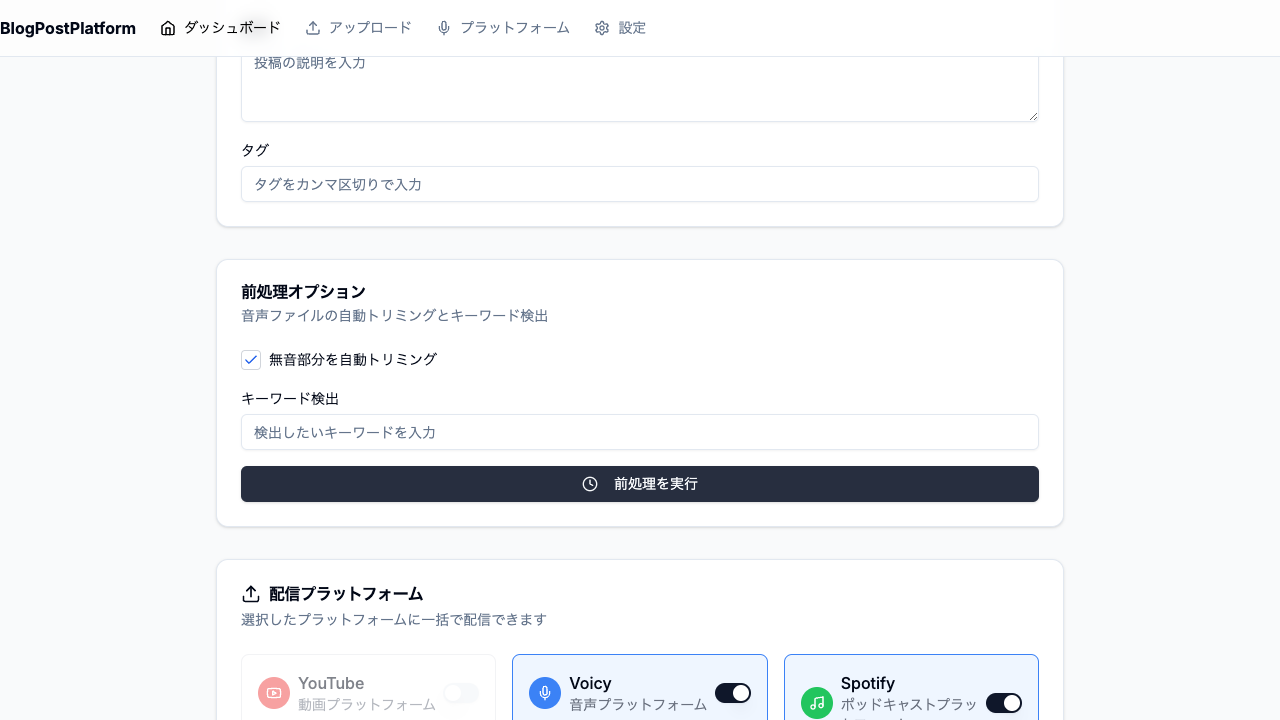 BlogPostPlatform ダッシュボード アップロード プラットフォーム 設定
投稿の説明を入力
タグ
タグをカンマ区切りで入力
前処理オプション
音声ファイルの自動トリミングとキーワード検出
無音部分を自動トリミング
キーワード検出
検出したいキーワードを入力
前処理を実行
配信プラットフォーム
選択したプラットフォームに一括で配信できます
YouTube
動画プラットフォーム
Voicy
音声プラットフォーム
Spotify
ポッドキャストプラッ